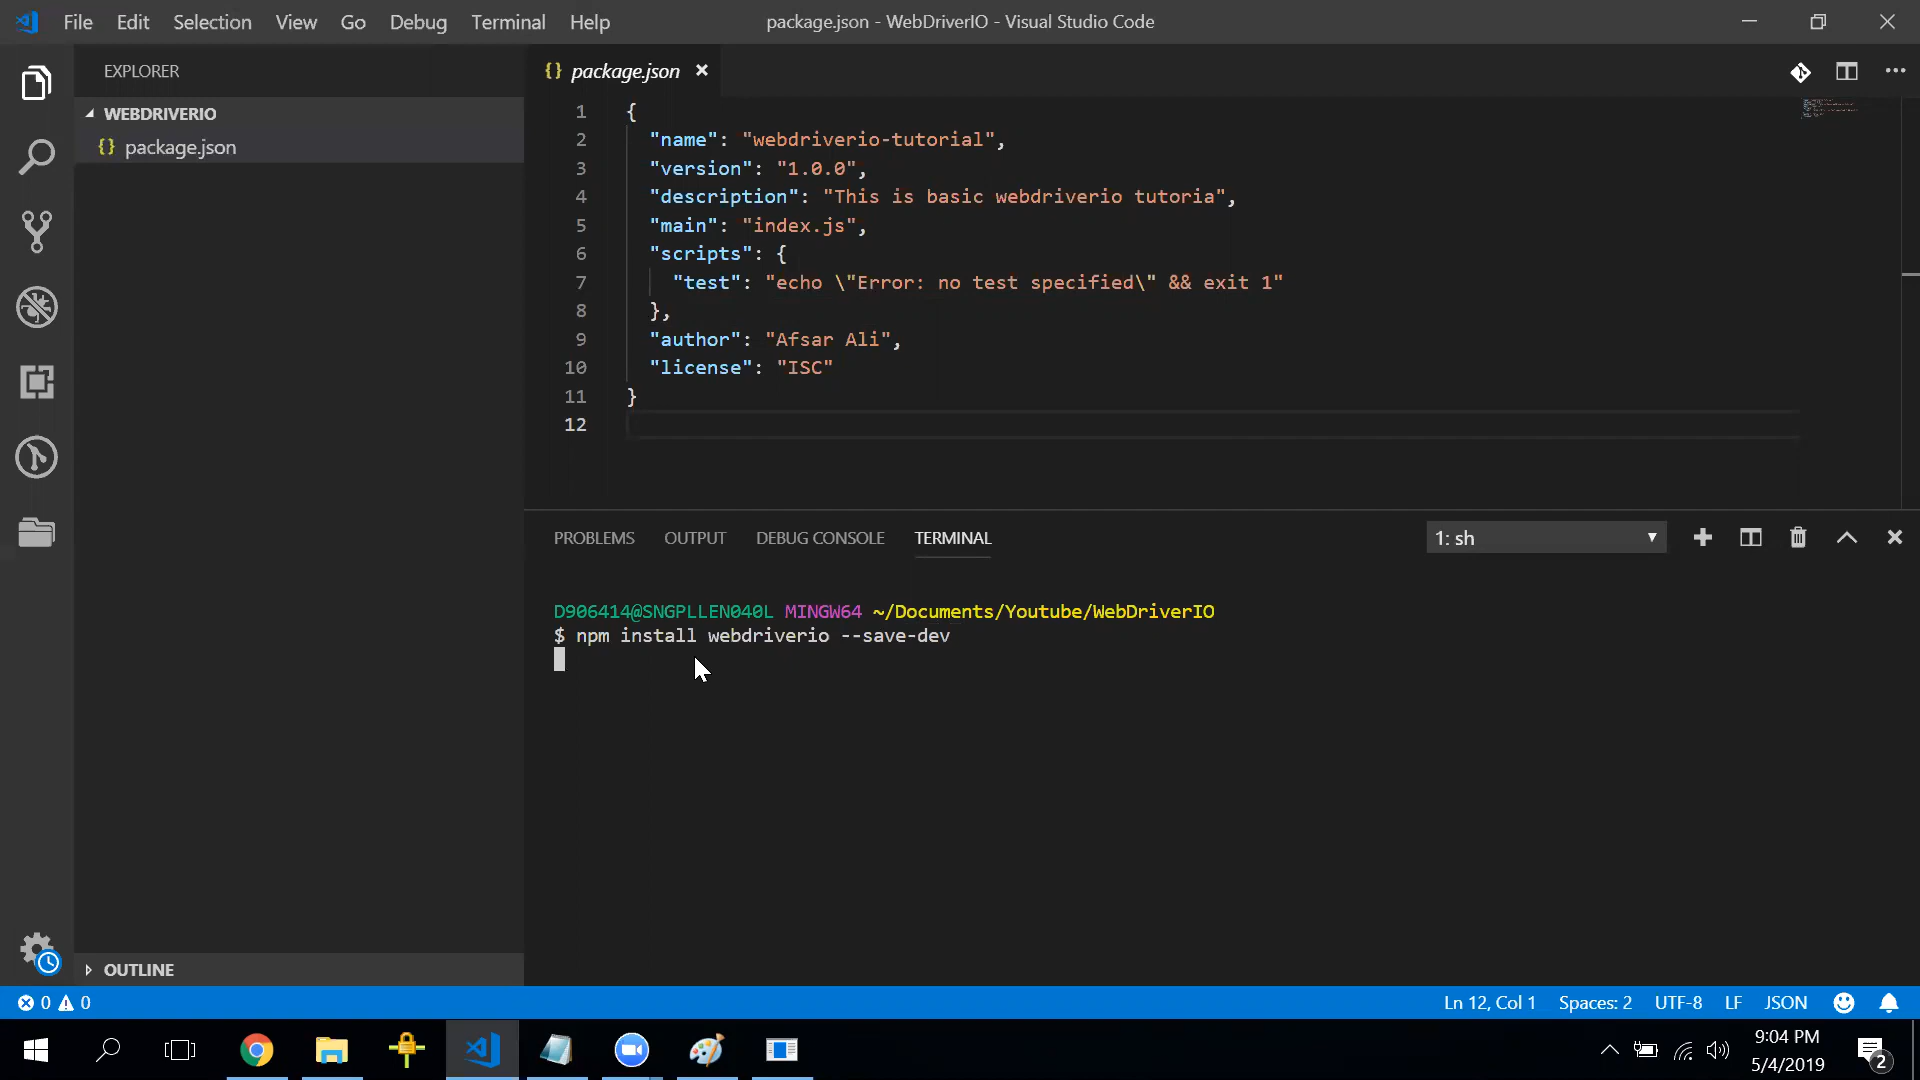 File Edit Selection View Go Debug Terminal Help
package.json - WebDriverIO - Visual Studio Code
EXPLORER
WEBDRIVERIO
{} package.json
{} package.json ×
1 {
2 "name": "webdriverio-tutorial",
3 "version": "1.0.0",
4 "description": "This is basic webdriverio tutoria",
5 "main": "index.js",
6 "scripts": {
7 "test": "echo \"Error: no test specified\" && exit 1"
8 },
9 "author": "Afsar Ali",
10 "license": "ISC"
11 }
12
PROBLEMS OUTPUT DEBUG CONSOLE TERMINAL
1: sh
D906414@SNGPLLEN040L MINGW64 ~/Documents/Youtube/WebDriverIO
$ npm install webdriverio --save-dev
OUTLINE
0 0
Ln 12, Col 1 Spaces: 2 UTF-8 LF JSON
9:04 PM
5/4/2019
2